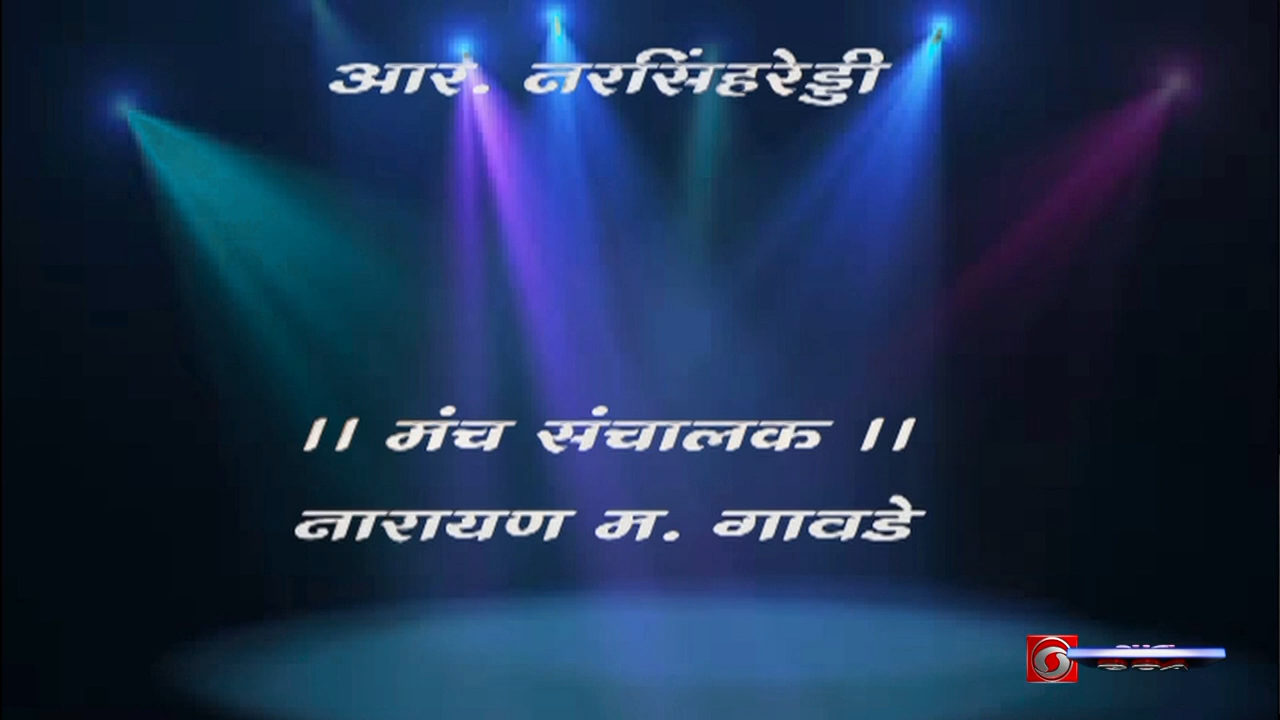 आर. नरसिंहरेड्डी
।। मंच संचालक ।।
नारायण म. गावडे